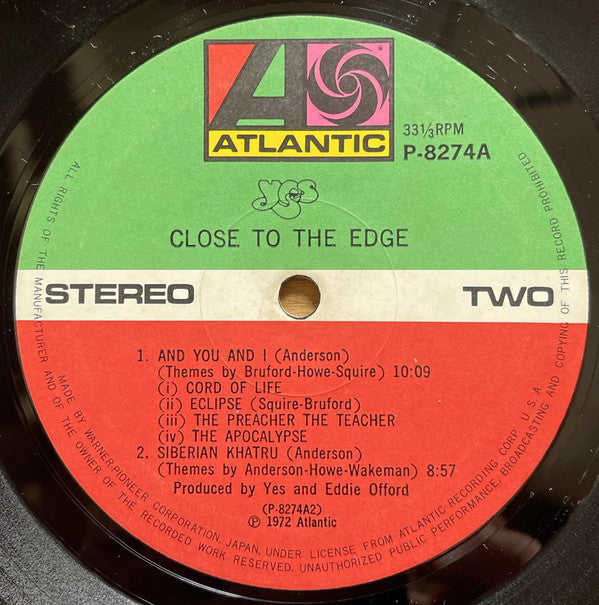 ATLANTIC
33⅓RPM
P-8274A
yes
CLOSE TO THE EDGE
STEREO
TWO
1. AND YOU AND I (Anderson)
(Themes by Bruford-Howe-Squire) 10:09
(i) CORD OF LIFE
(ii) ECLIPSE (Squire-Bruford)
(iii) THE PREACHER THE TEACHER
(iv) THE APOCALYPSE
2. SIBERIAN KHATRU (Anderson)
(Themes by Anderson-Howe-Wakeman) 8:57
Produced by Yes and Eddie Offord
(P-8274A2)
℗ 1972 Atlantic
MADE BY WARNER-PIONEER CORPORATION, JAPAN, UNDER LICENSE FROM ATLANTIC RECORDING CORP. U.S.A.
ALL RIGHTS OF THE MANUFACTURER AND OF THE OWNER OF THE RECORDED WORK RESERVED. UNAUTHORIZED PUBLIC PERFORMANCE, BROADCASTING AND COPYING OF THIS RECORD PROHIBITED.